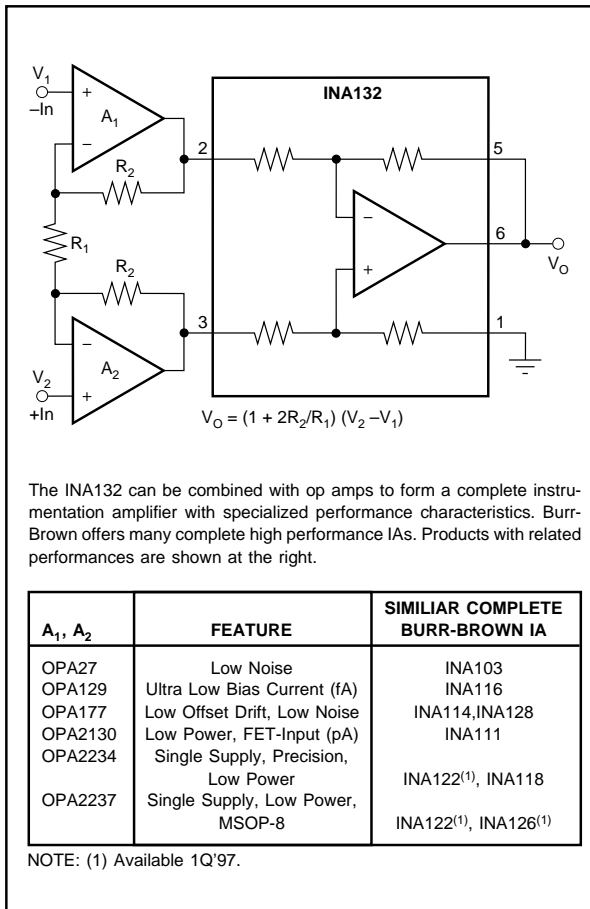 V1
–In
+
A1
–
R2
R1
R2
–
A2
V2
+
+In
INA132
2
5
–
6
+
VO
3
1
VO = (1 + 2R2/R1) (V2 –V1)
The INA132 can be combined with op amps to form a complete instru-
mentation amplifier with specialized performance characteristics. Burr-
Brown offers many complete high performance IAs. Products with related
performances are shown at the right.
A1, A2 FEATURE SIMILIAR COMPLETE
BURR-BROWN IA
OPA27 Low Noise INA103
OPA129 Ultra Low Bias Current (fA) INA116
OPA177 Low Offset Drift, Low Noise INA114,INA128
OPA2130 Low Power, FET-Input (pA) INA111
OPA2234 Single Supply, Precision,
Low Power INA122(1), INA118
OPA2237 Single Supply, Low Power,
MSOP-8 INA122(1), INA126(1)
NOTE: (1) Available 1Q'97.